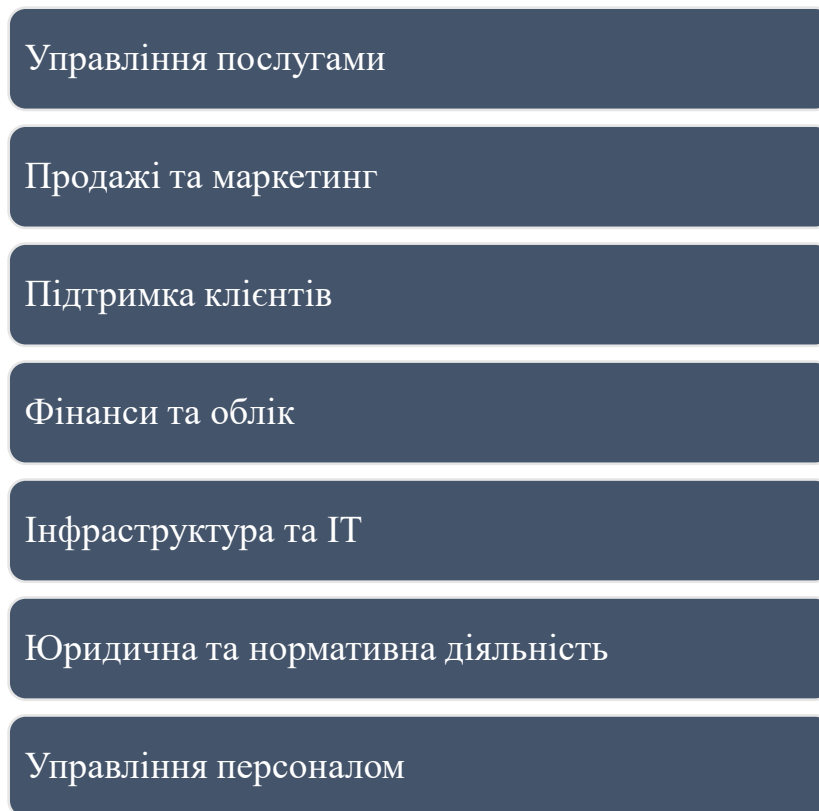 Управління послугами
Продажі та маркетинг
Підтримка клієнтів
Фінанси та облік
Інфраструктура та ІТ
Юридична та нормативна діяльність
Управління персоналом